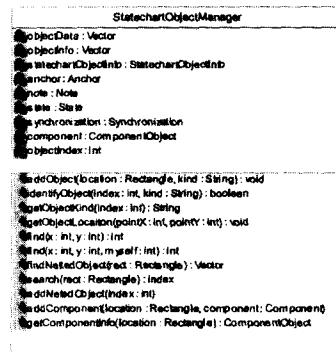 StatechartObjectManager
objectData : Vector
objectInfo : Vector
statechartObjectInfo : StatechartObjectInfo
anchor : Anchor
note : Note
state : State
synchronization : Synchronization
component : ComponentObject
objectIndex : int
addObject(location : Rectangle, kind : String) : void
identifyObject(index : int, kind : String) : boolean
getObjectKind(index : int) : String
getObjectLocaiton(pointX : int, pointY : int) : void
find(x : int, y : int) : int
find(x : int, y : int, myself : int) : int
findNetedObject(rect : Rectangle) : Vector
search(rect : Rectangle) : Index
addNetedObject(index : int)
addComponent(location : Rectangle, component : Component)
getComponentInfo(location : Rectangle) : ComponentObject